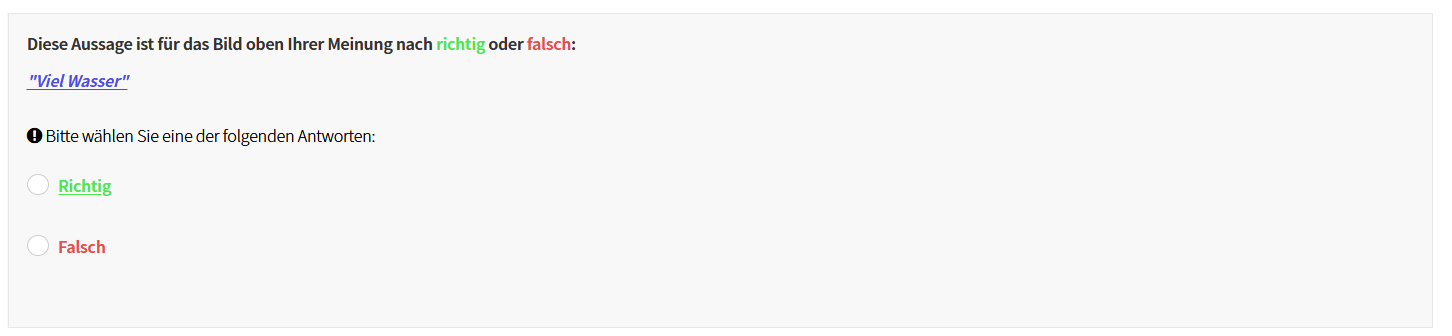 Diese Aussage ist für das Bild oben Ihrer Meinung nach richtig oder falsch:
"Viel Wasser"
Bitte wählen Sie eine der folgenden Antworten:
Richtig
Falsch